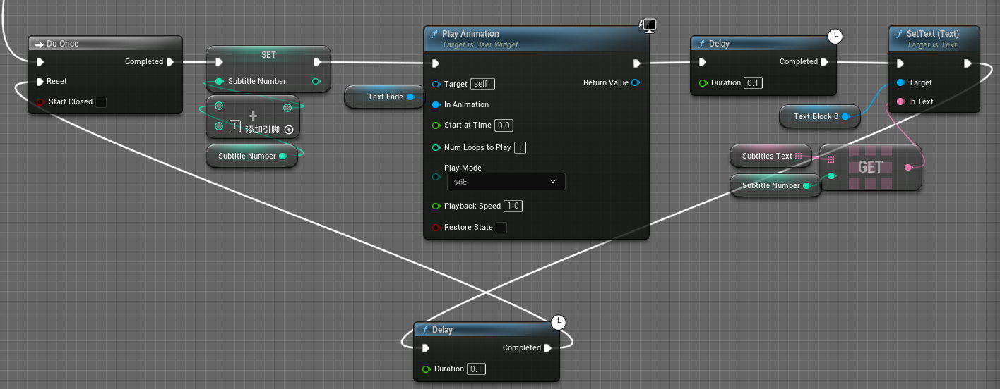 Do Once
Completed
Reset
Start Closed
SET
Subtitle Number
+
1
添加引脚
Subtitle Number
Text Fade
f Play Animation
Target is User Widget
Target self
Return Value
In Animation
Start at Time 0.0
Num Loops to Play 1
Play Mode
快进
Playback Speed 1.0
Restore State
f Delay
Completed
Duration 0.1
f SetText (Text)
Target is Text
Target
In Text
Text Block 0
Subtitles Text
GET
Subtitle Number
f Delay
Completed
Duration 0.1